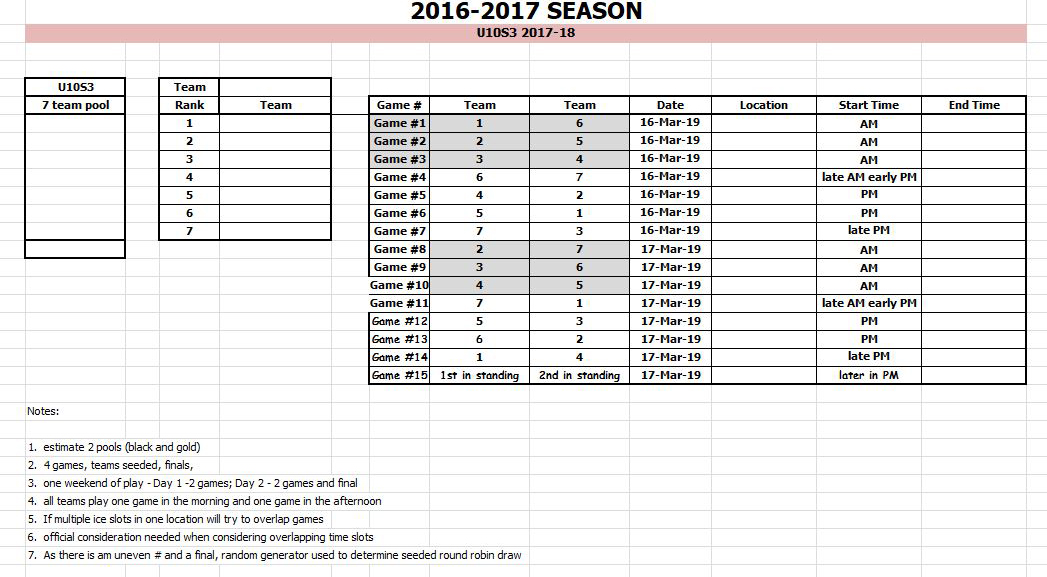 2016-2017 SEASON
U10S3 2017-18
U10S3 Team
7 team pool Rank Team Game # Team Team Date Location Start Time End Time
1 Game #1 1 6 16-Mar-19 AM
2 Game #2 2 5 16-Mar-19 AM
3 Game #3 3 4 16-Mar-19 AM
4 Game #4 6 7 16-Mar-19 late AM early PM
5 Game #5 4 2 16-Mar-19 PM
6 Game #6 5 1 16-Mar-19 PM
7 Game #7 7 3 16-Mar-19 late PM
Game #8 2 7 17-Mar-19 AM
Game #9 3 6 17-Mar-19 AM
Game #10 4 5 17-Mar-19 AM
Game #11 7 1 17-Mar-19 late AM early PM
Game #12 5 3 17-Mar-19 PM
Game #13 6 2 17-Mar-19 PM
Game #14 1 4 17-Mar-19 late PM
Game #15 1st in standing 2nd in standing 17-Mar-19 later in PM
Notes:
1. estimate 2 pools (black and gold)
2. 4 games, teams seeded, finals,
3. one weekend of play - Day 1 -2 games; Day 2 - 2 games and final
4. all teams play one game in the morning and one game in the afternoon
5. If multiple ice slots in one location will try to overlap games
6. official consideration needed when considering overlapping time slots
7. As there is am uneven # and a final, random generator used to determine seeded round robin draw